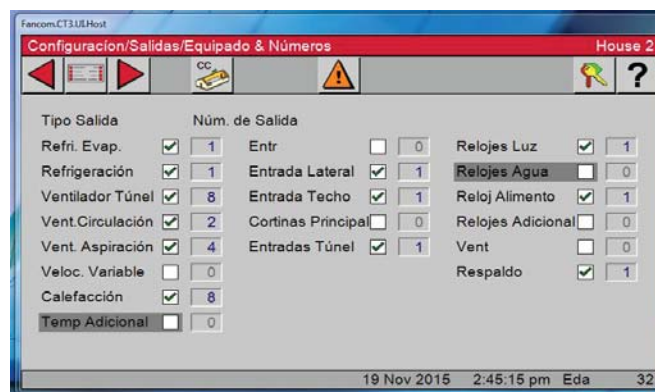 Fancom.CT3.ULHost
Configuracíon/Salidas/Equipado & Números House 2
CC
?
Tipo Salida Núm. de Salida
Refri. Evap. 1 Entr 0 Relojes Luz 1
Refrigeración 1 Entrada Lateral 1 Relojes Agua 0
Ventilador Túnel 8 Entrada Techo 1 Reloj Alimento 1
Vent.Circulación 2 Cortinas Principal 0 Relojes Adicional 0
Vent. Aspiración 4 Entradas Túnel 1 Vent 0
Veloc. Variable 0 Respaldo 1
Calefacción 8
Temp Adicional 0
19 Nov 2015 2:45:15 pm Eda 32